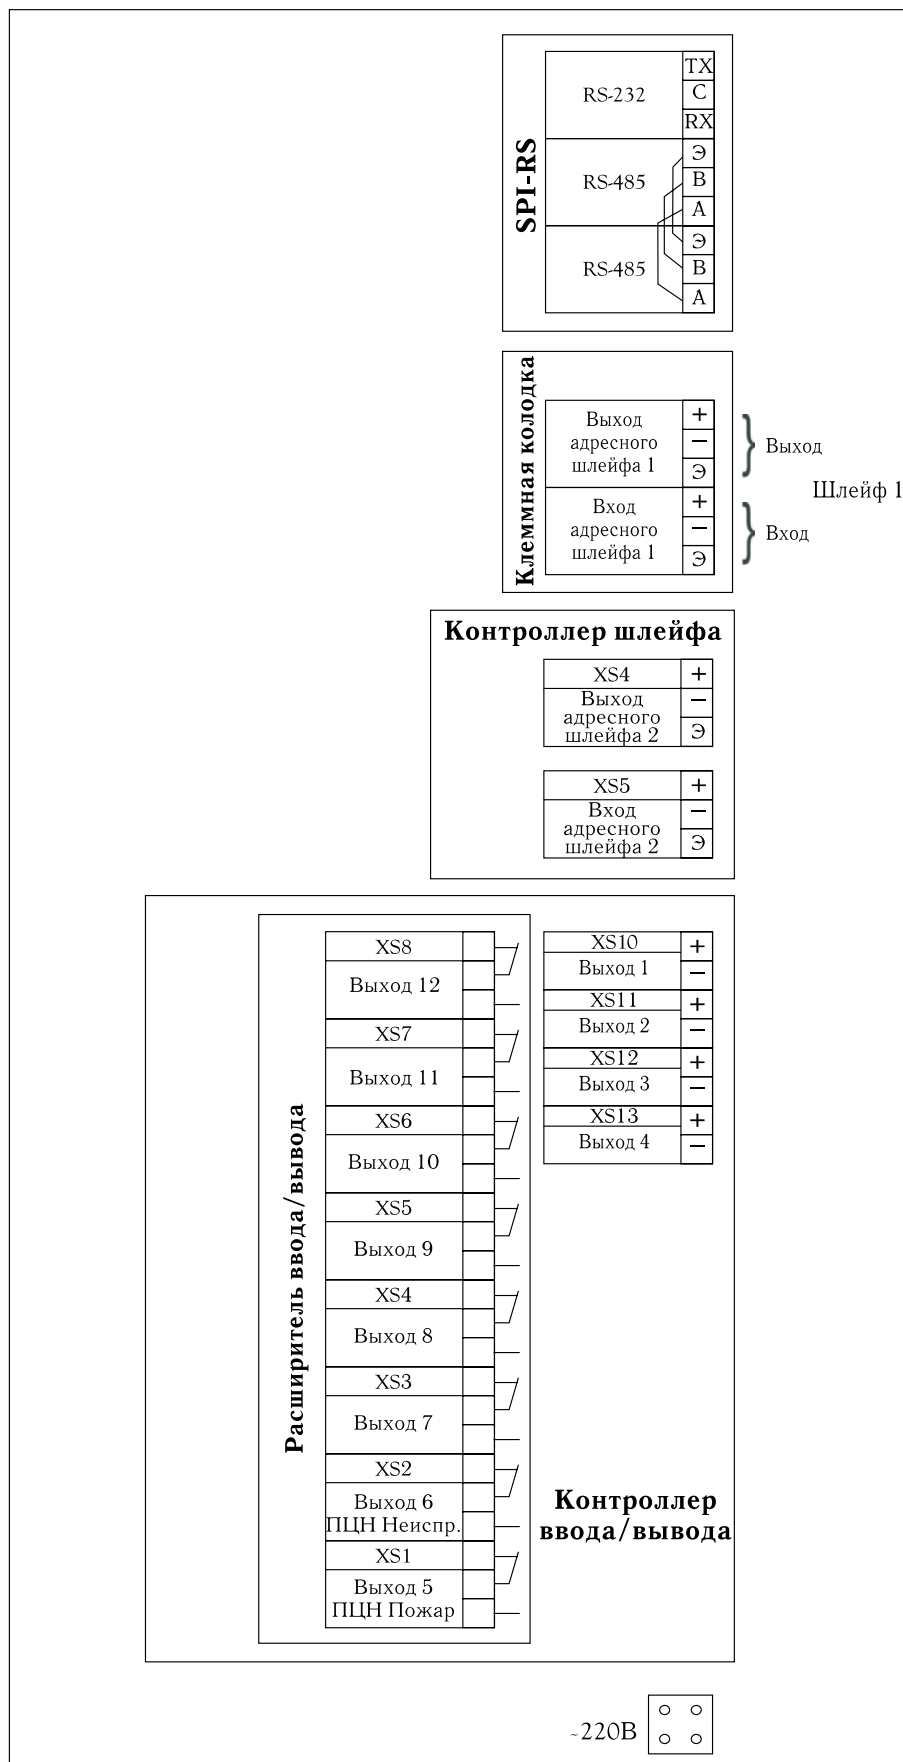 SPI-RS
RS-232
TX
С
RX
RS-485
Э
В
А
RS-485
Э
В
А
Клеммная колодка
Выход
адресного
шлейфа 1
+
−
Э
Вход
адресного
шлейфа 1
+
−
Э
} Выход
Шлейф 1
} Вход
Контроллер шлейфа
XS4
Выход
адресного
шлейфа 2
+
−
Э
XS5
Вход
адресного
шлейфа 2
+
−
Э
Расширитель ввода/вывода
XS8
Выход 12
XS7
Выход 11
XS6
Выход 10
XS5
Выход 9
XS4
Выход 8
XS3
Выход 7
XS2
Выход 6
ПЦН Неиспр.
XS1
Выход 5
ПЦН Пожар
XS10
+
Выход 1
−
XS11
+
Выход 2
−
XS12
+
Выход 3
−
XS13
+
Выход 4
−
Контроллер
ввода/вывода
~220В